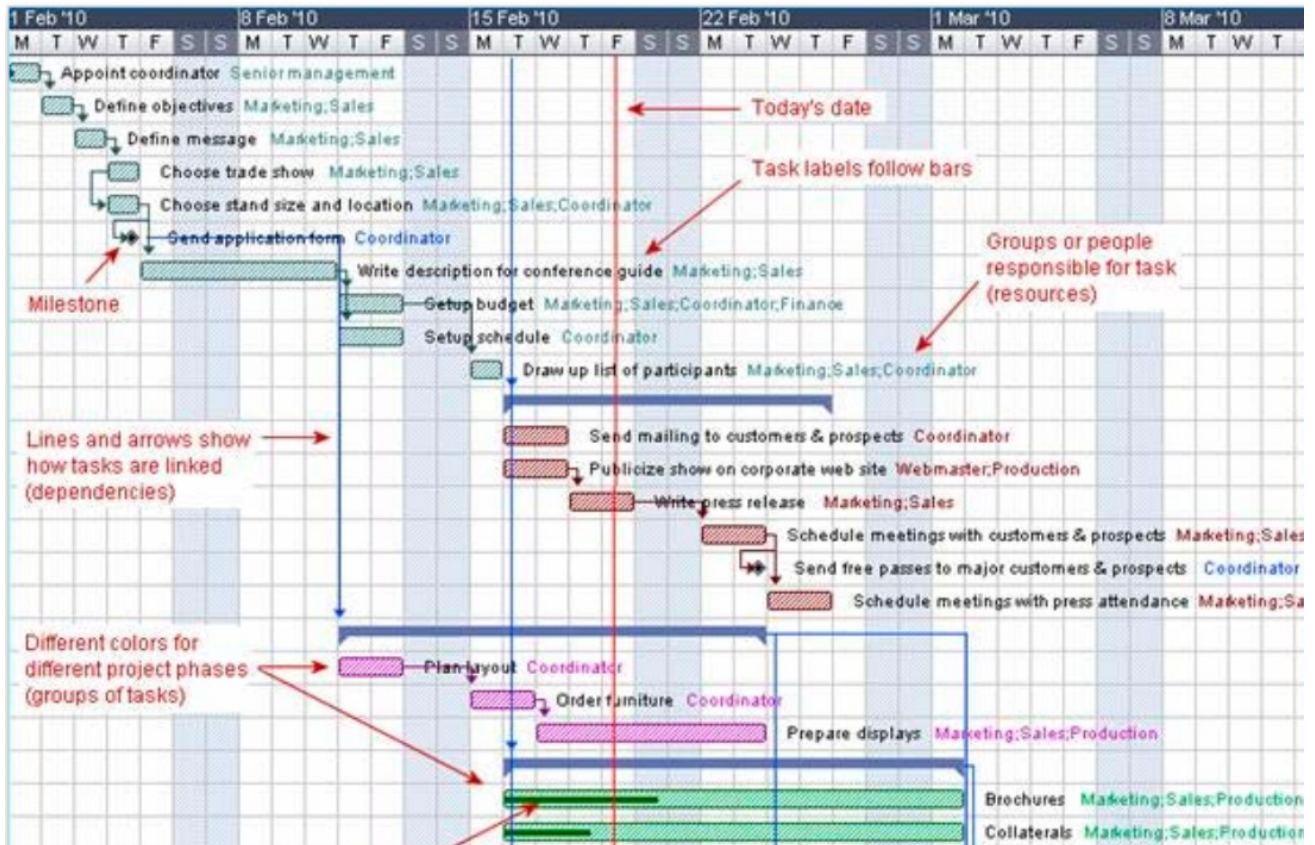 1 Feb '10 8 Feb '10 15 Feb '10 22 Feb '10 1 Mar '10 8 Mar '10
M T W T F S S M T W T F S S M T W T F S S M T W T F S S M T W T F S S M T W T
Appoint coordinator Senior management
Define objectives Marketing;Sales
Today's date
Define message Marketing;Sales
Choose trade show Marketing;Sales
Task labels follow bars
Choose stand size and location Marketing;Sales;Coordinator
Send application form Coordinator
Groups or people
responsible for task
(resources)
Write description for conference guide Marketing;Sales
Milestone
Setup budget Marketing;Sales;Coordinator;Finance
Setup schedule Coordinator
Draw up list of participants Marketing;Sales;Coordinator
Lines and arrows show
how tasks are linked
(dependencies)
Send mailing to customers & prospects Coordinator
Publicize show on corporate web site Webmaster;Production
Write press release Marketing;Sales
Schedule meetings with customers & prospects Marketing;Sales
Send free passes to major customers & prospects Coordinator
Schedule meetings with press attendance Marketing;Sa
Different colors for
different project phases
(groups of tasks)
Plan layout Coordinator
Order furniture Coordinator
Prepare displays Marketing;Sales;Production
Brochures Marketing;Sales;Production
Collaterals Marketing;Sales;Production